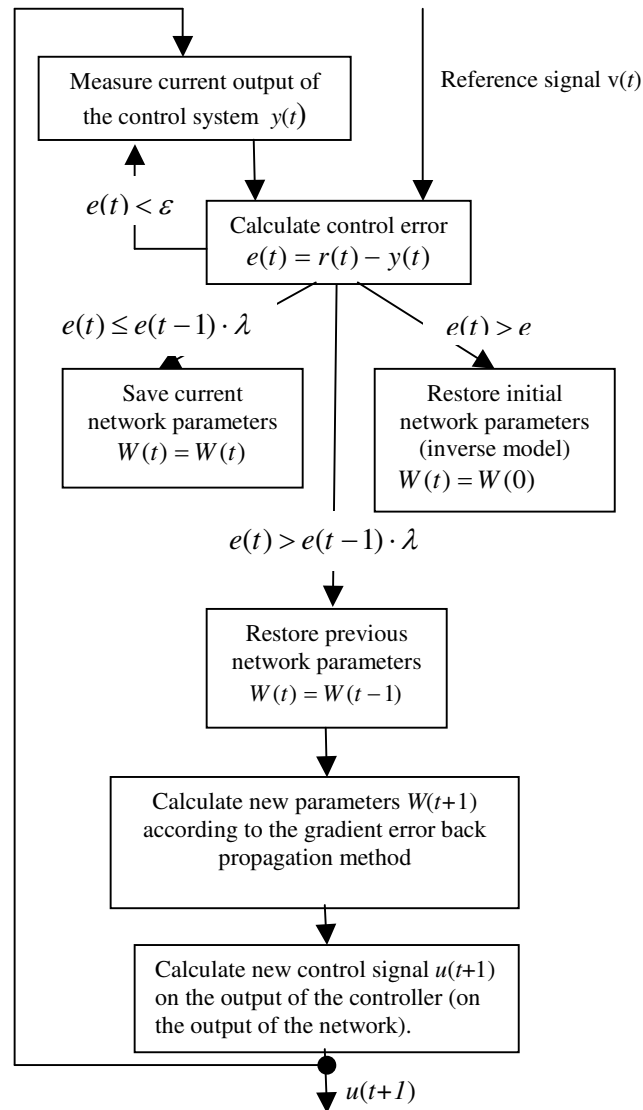 Measure current output of
the control system y(t)
Reference signal v(t)
e(t) < ε
Calculate control error
e(t) = r(t) − y(t)
e(t) ≤ e(t − 1) · λ
e(t) > e
Save current
network parameters
W(t) = W(t)
Restore initial
network parameters
(inverse model)
W(t) = W(0)
e(t) > e(t − 1) · λ
Restore previous
network parameters
W(t) = W(t − 1)
Calculate new parameters W(t+1)
according to the gradient error back
propagation method
Calculate new control signal u(t+1)
on the output of the controller (on
the output of the network).
u(t+1)